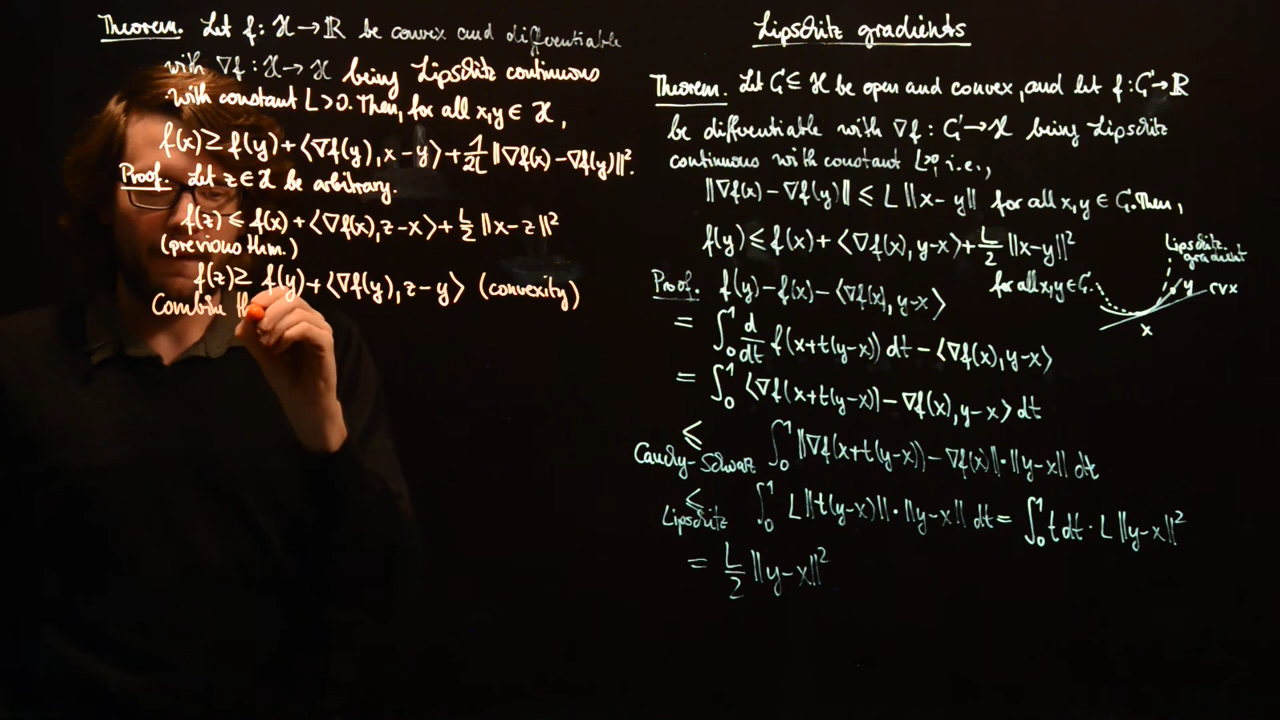 Theorem. Let f: ℋ → ℝ be convex and differentiable
with ∇f: ℋ → ℋ being Lipschitz continuous
with constant L>0. Then, for all x,y ∈ ℋ,
f(x) ≥ f(y) + ⟨∇f(y), x-y⟩ + 1/2L ‖∇f(x) - ∇f(y)‖².
Proof. Let z ∈ ℋ be arbitrary.
f(z) ≤ f(x) + ⟨∇f(x), z-x⟩ + L/2 ‖x-z‖²
(previous thm.)
f(z) ≥ f(y) + ⟨∇f(y), z-y⟩ (convexity)
Combin
Lipschitz gradients
Theorem. Let C ⊆ ℋ be open and convex, and let f: C → ℝ
be differentiable with ∇f: C → ℋ being Lipschitz
continuous with constant L>0, i.e.,
‖∇f(x) - ∇f(y)‖ ≤ L ‖x-y‖ for all x,y ∈ C. Then,
f(y) ≤ f(x) + ⟨∇f(x), y-x⟩ + L/2 ‖x-y‖²
for all x,y ∈ C.
Lipschitz
gradient
y
cvx
x
Proof. f(y) - f(x) - ⟨∇f(x), y-x⟩
= ∫₀¹ d/dt f(x+t(y-x)) dt - ⟨∇f(x), y-x⟩
= ∫₀¹ ⟨∇f(x+t(y-x)) - ∇f(x), y-x⟩ dt
≤ ∫₀¹ ‖∇f(x+t(y-x)) - ∇f(x)‖·‖y-x‖ dt
Cauchy-Schwarz
≤ ∫₀¹ L‖t(y-x)‖·‖y-x‖ dt = ∫₀¹ t dt · L ‖y-x‖²
Lipschitz
= L/2 ‖y-x‖²